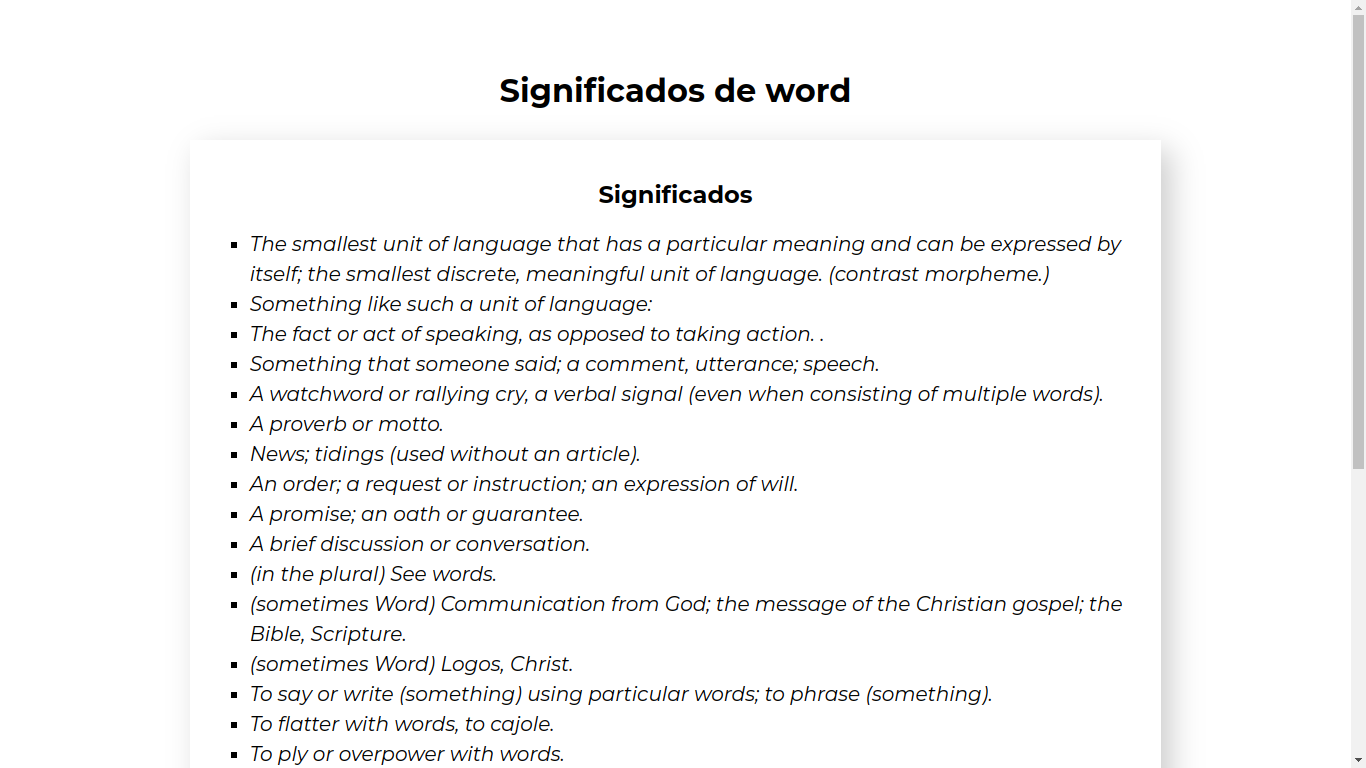 Significados de word
Significados
The smallest unit of language that has a particular meaning and can be expressed by
itself; the smallest discrete, meaningful unit of language. (contrast morpheme.)
Something like such a unit of language:
The fact or act of speaking, as opposed to taking action. .
Something that someone said; a comment, utterance; speech.
A watchword or rallying cry, a verbal signal (even when consisting of multiple words).
A proverb or motto.
News; tidings (used without an article).
An order; a request or instruction; an expression of will.
A promise; an oath or guarantee.
A brief discussion or conversation.
(in the plural) See words.
(sometimes Word) Communication from God; the message of the Christian gospel; the
Bible, Scripture.
(sometimes Word) Logos, Christ.
To say or write (something) using particular words; to phrase (something).
To flatter with words, to cajole.
To ply or overpower with words.